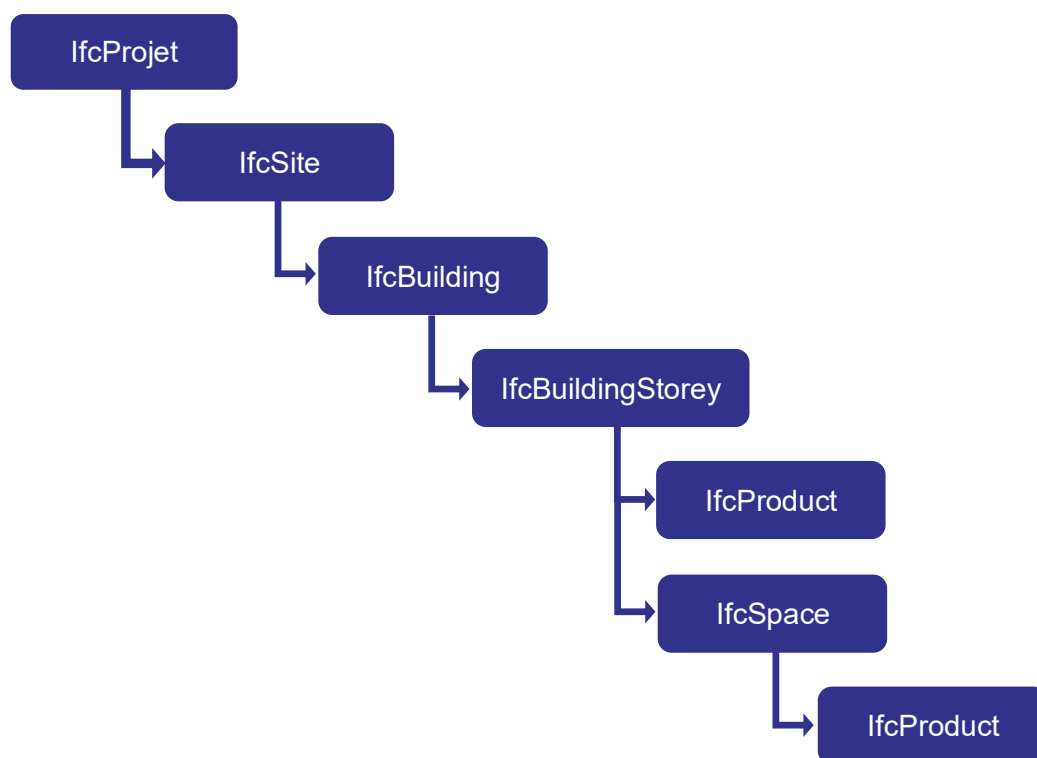 IfcProjet
IfcSite
IfcBuilding
IfcBuildingStorey
IfcProduct
IfcSpace
IfcProduct